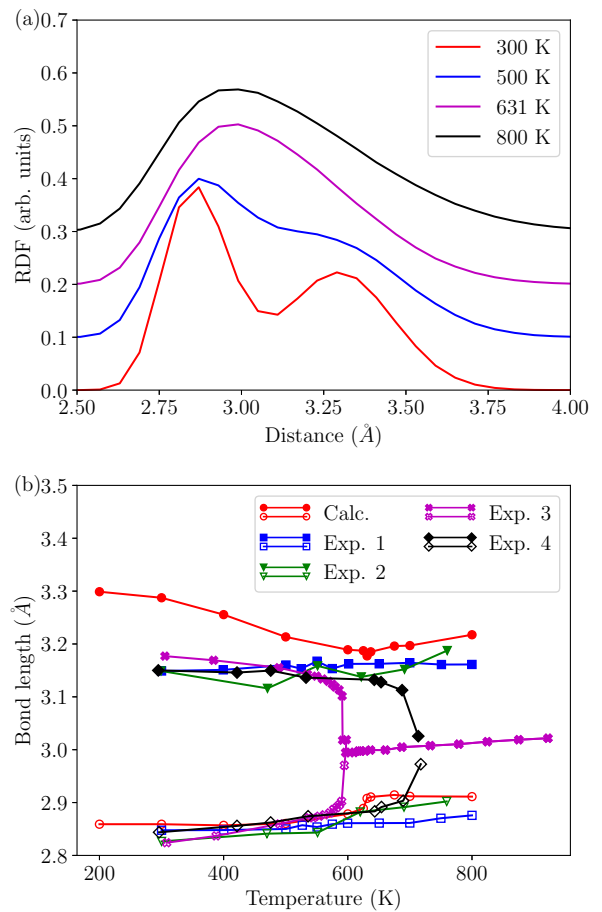 (a)
0.7
0.6
0.5
0.4
0.3
0.2
0.1
0.0
RDF (arb. units)
300 K
500 K
631 K
800 K
2.50 2.75 3.00 3.25 3.50 3.75 4.00
Distance (Å)
(b)
3.5
3.4
3.3
3.2
3.1
3.0
2.9
2.8
Bond length (Å)
Calc.
Exp. 1
Exp. 2
Exp. 3
Exp. 4
200 400 600 800
Temperature (K)